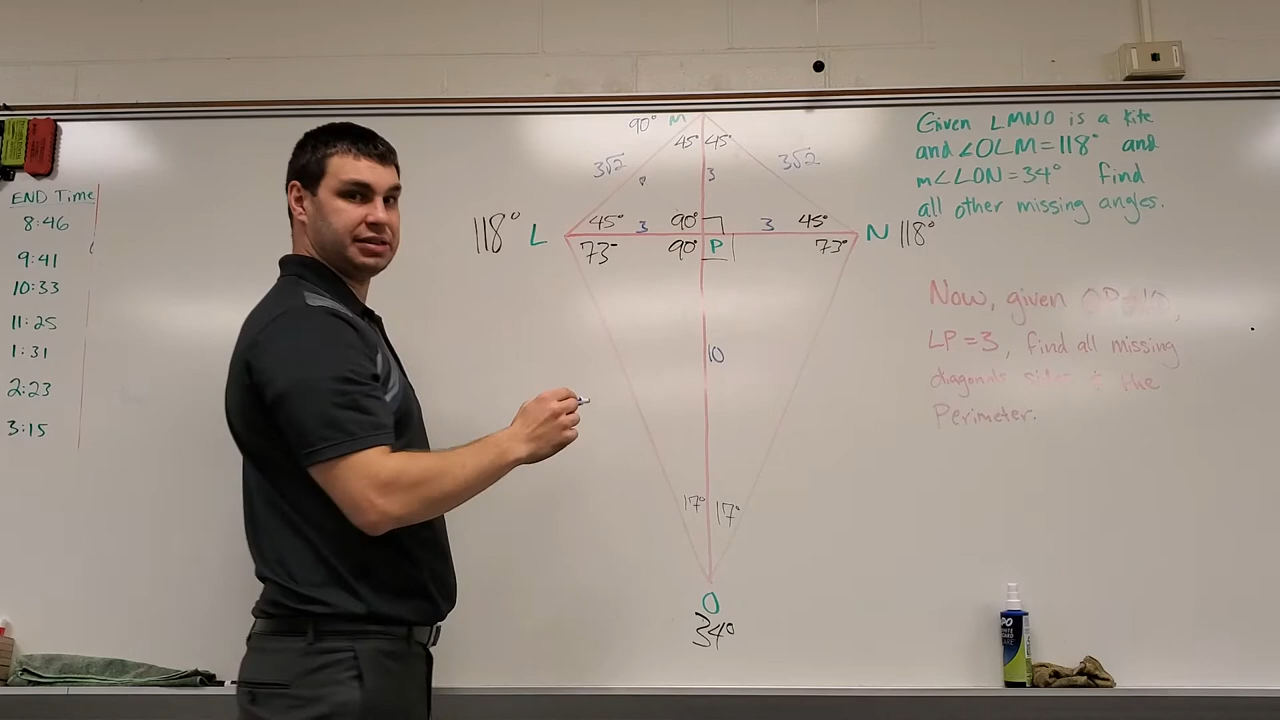 END Time
8:46
9:41
10:33
11:25
1:31
2:23
3:15
90° M
45° 45°
3√2 3 3√2
118° L 45° 3 90° 3 45° N 118°
73° 90° P 73°
10
17° 17°
O
34°
Given LMNO is a kite
and ∠OLM = 118° and
m∠LON = 34° find
all other missing angles.
Now, given OP=10,
LP = 3, find all missing
diagonals sides & the
Perimeter.